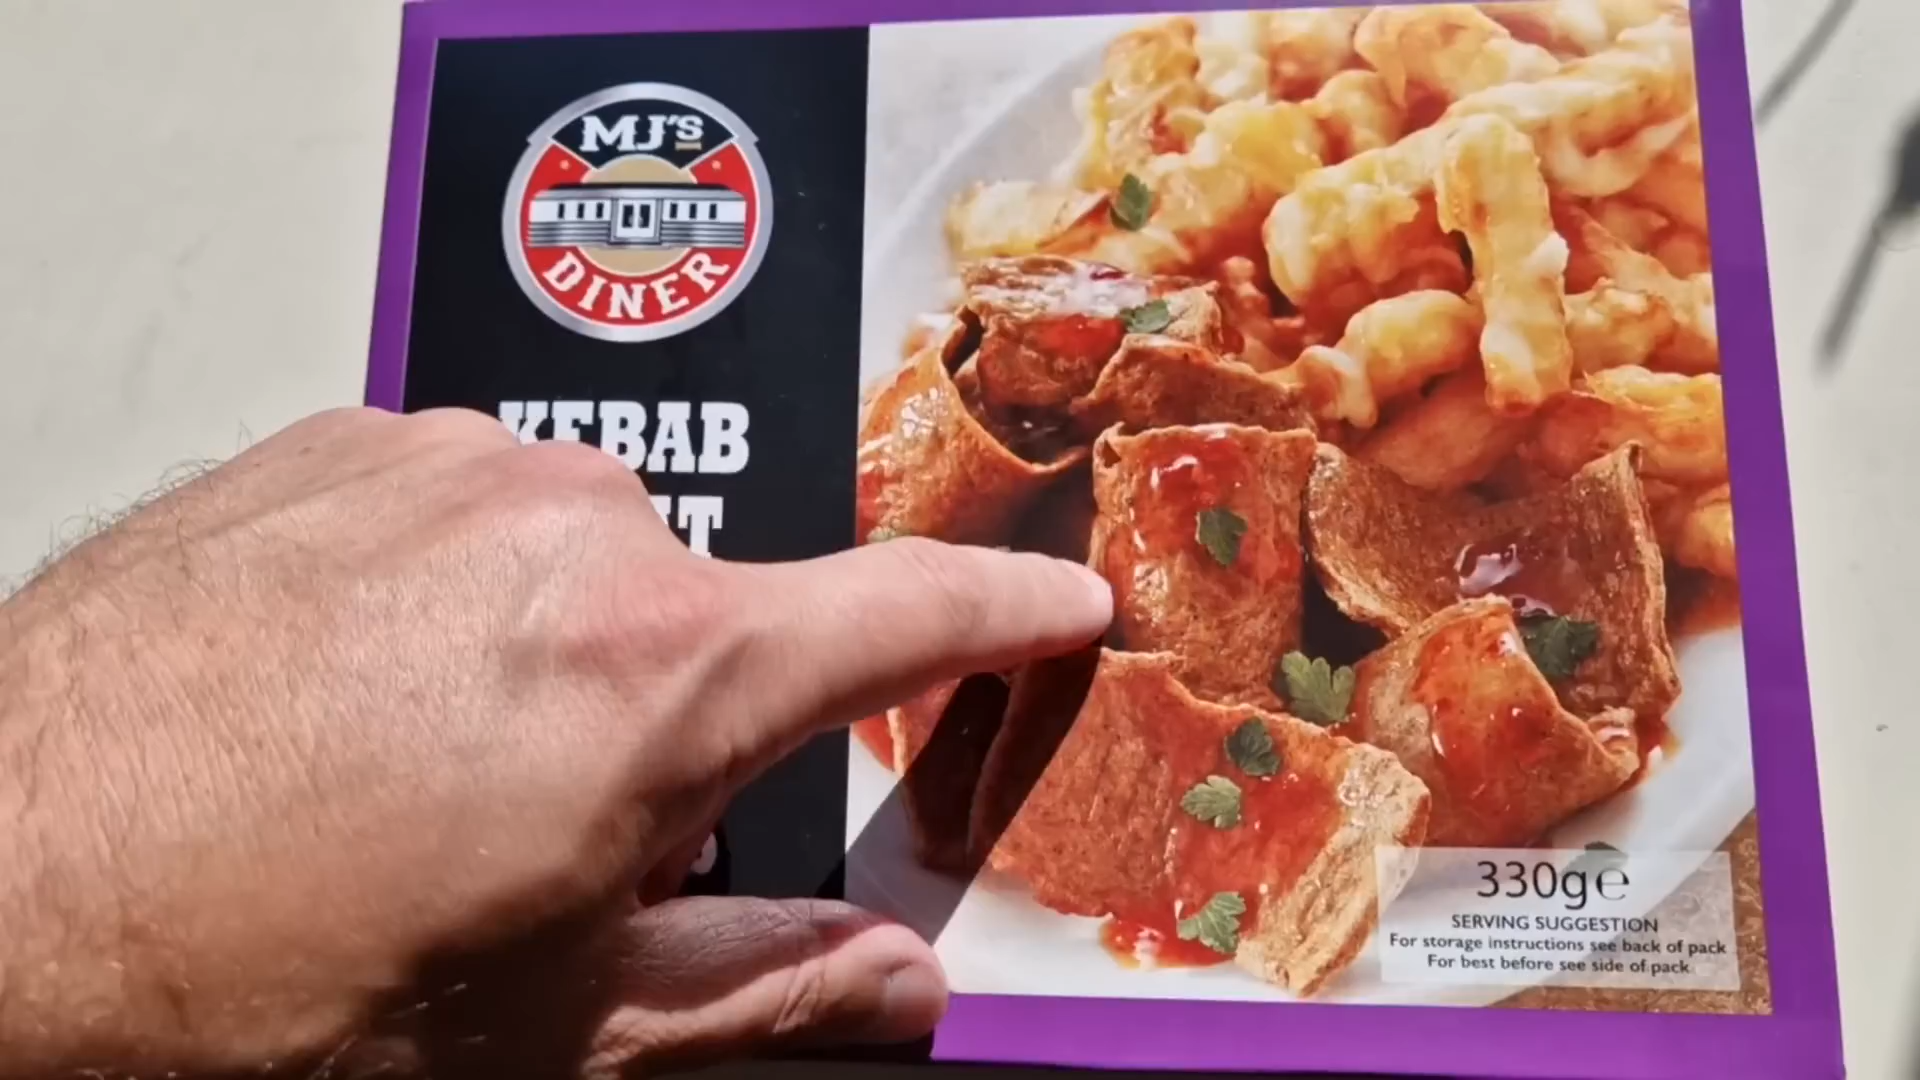 MJ's
DINER
KEBAB
330g℮
SERVING SUGGESTION
For storage instructions see back of pack
For best before see side of pack